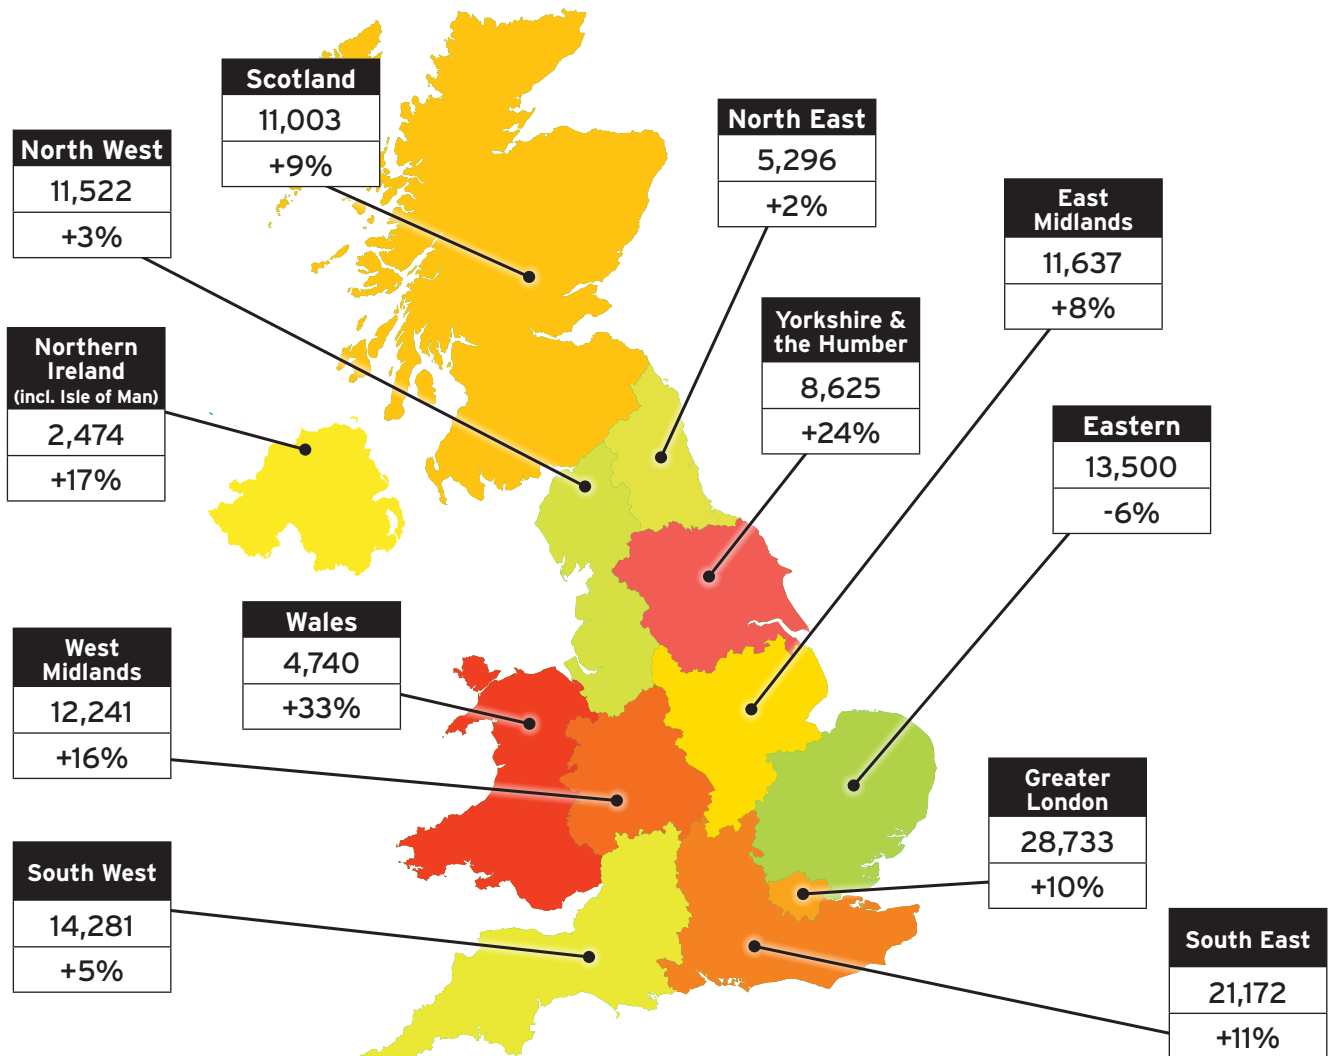 Scotland
11,003
+9%
North West
11,522
+3%
North East
5,296
+2%
East
Midlands
11,637
+8%
Yorkshire &
the Humber
8,625
+24%
Northern
Ireland
(incl. Isle of Man)
2,474
+17%
Eastern
13,500
-6%
Wales
4,740
+33%
West
Midlands
12,241
+16%
Greater
London
28,733
+10%
South West
14,281
+5%
South East
21,172
+11%